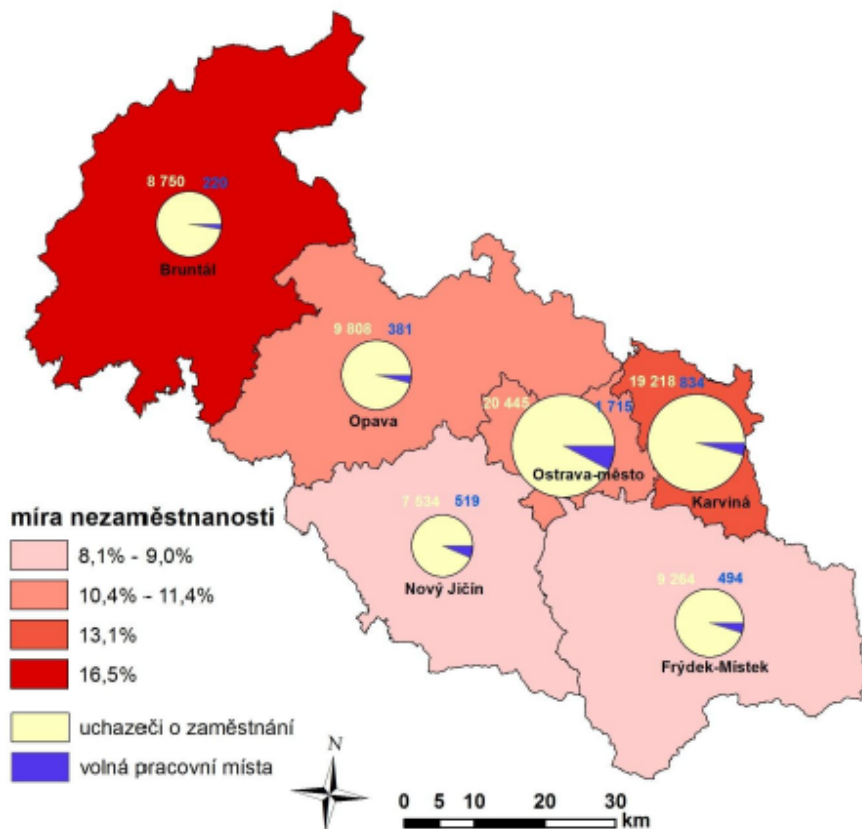 8 750 220
Bruntál
9 808 381
Opava
20 445 1 715
Ostrava-město
19 218 834
Karviná
7 534 519
Nový Jičín
9 264 494
Frýdek-Místek
míra nezaměstnanosti
8,1% - 9,0%
10,4% - 11,4%
13,1%
16,5%
uchazeči o zaměstnání
volná pracovní místa
N
0 5 10 20 30
km